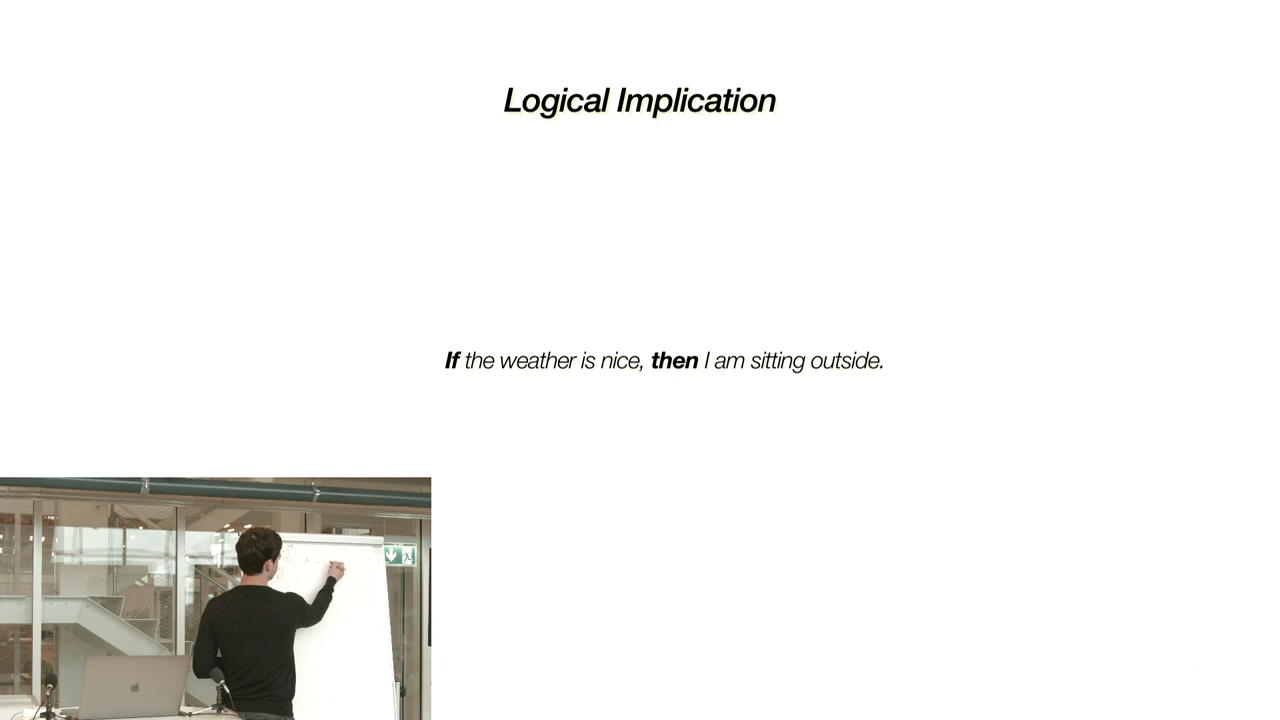 Logical Implication
If the weather is nice, then I am sitting outside.